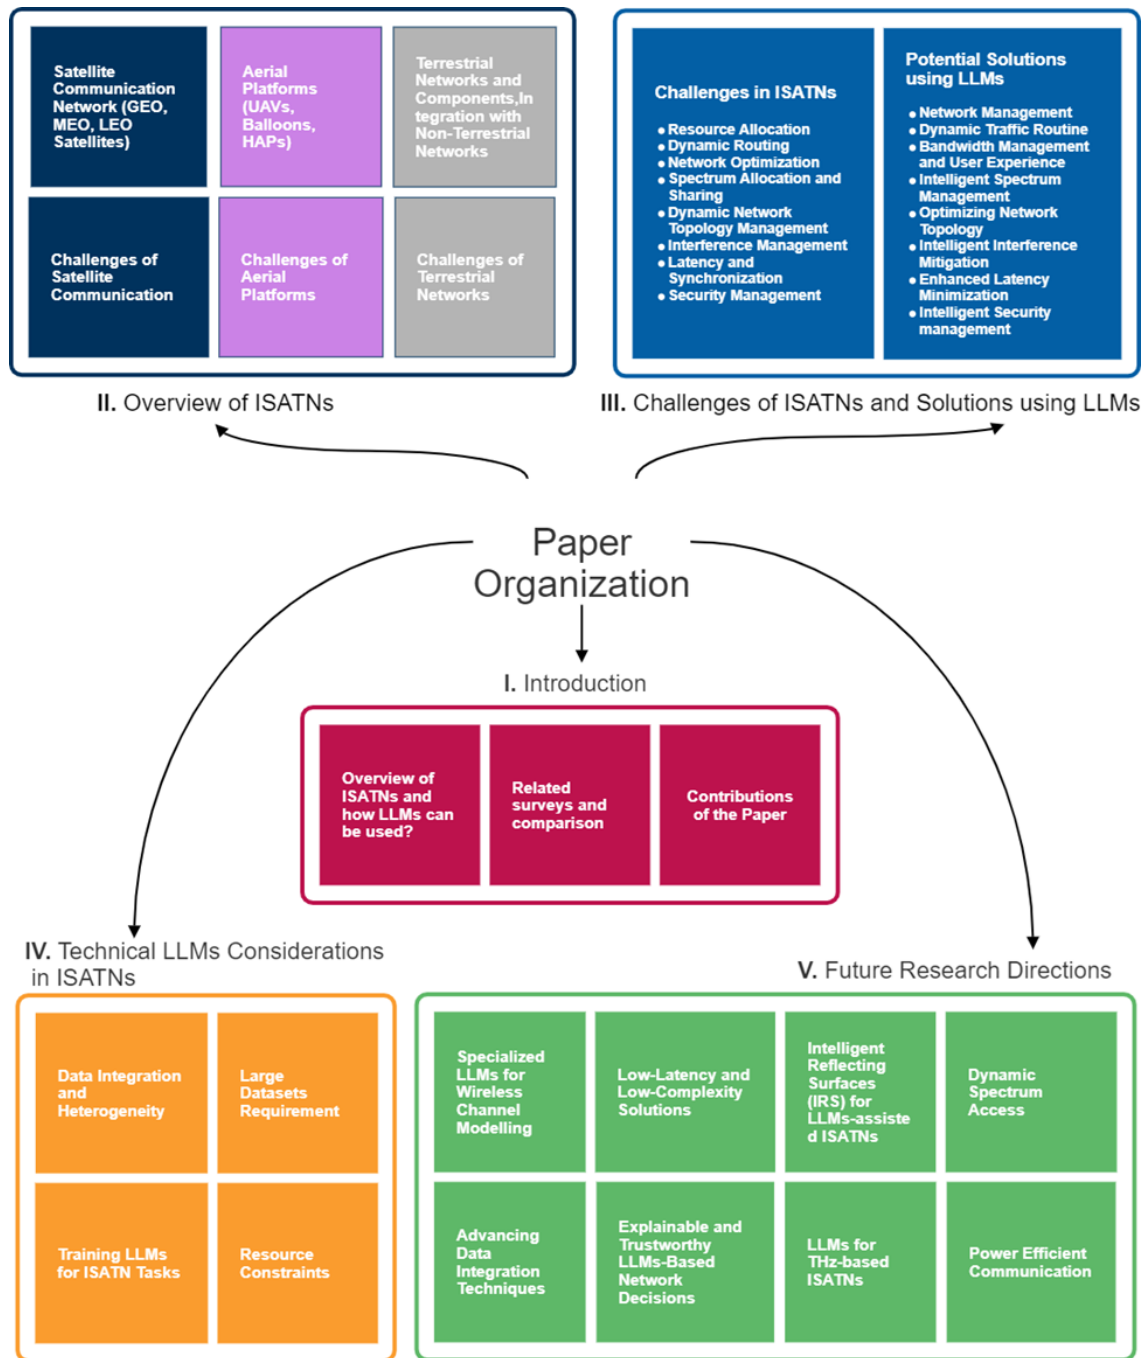 Satellite
Communication
Network (GEO,
MEO, LEO
Satellites)
Aerial
Platforms
(UAVs,
Balloons,
HAPs)
Terrestrial
Networks and
Components,In
tegration with
Non-Terrestrial
Networks
Challenges of
Satellite
Communication
Challenges of
Aerial
Platforms
Challenges of
Terrestrial
Networks
II. Overview of ISATNs
Challenges in ISATNs
● Resource Allocation
● Dynamic Routing
● Network Optimization
● Spectrum Allocation and
Sharing
● Dynamic Network
Topology Management
● Interference Management
● Latency and
Synchronization
● Security Management
Potential Solutions
using LLMs
● Network Management
● Dynamic Traffic Routine
● Bandwidth Management
and User Experience
● Intelligent Spectrum
Management
● Optimizing Network
Topology
● Intelligent Interference
Mitigation
● Enhanced Latency
Minimization
● Intelligent Security
management
III. Challenges of ISATNs and Solutions using LLMs
Paper
Organization
I. Introduction
Overview of
ISATNs and
how LLMs can
be used?
Related
surveys and
comparison
Contributions
of the Paper
IV. Technical LLMs Considerations
in ISATNs
Data Integration
and
Heterogeneity
Large
Datasets
Requirement
Training LLMs
for ISATN Tasks
Resource
Constraints
V. Future Research Directions
Specialized
LLMs for
Wireless
Channel
Modelling
Low-Latency and
Low-Complexity
Solutions
Intelligent
Reflecting
Surfaces
(IRS) for
LLMs-assiste
d ISATNs
Dynamic
Spectrum
Access
Advancing
Data
Integration
Techniques
Explainable and
Trustworthy
LLMs-Based
Network
Decisions
LLMs for
THz-based
ISATNs
Power Efficient
Communication